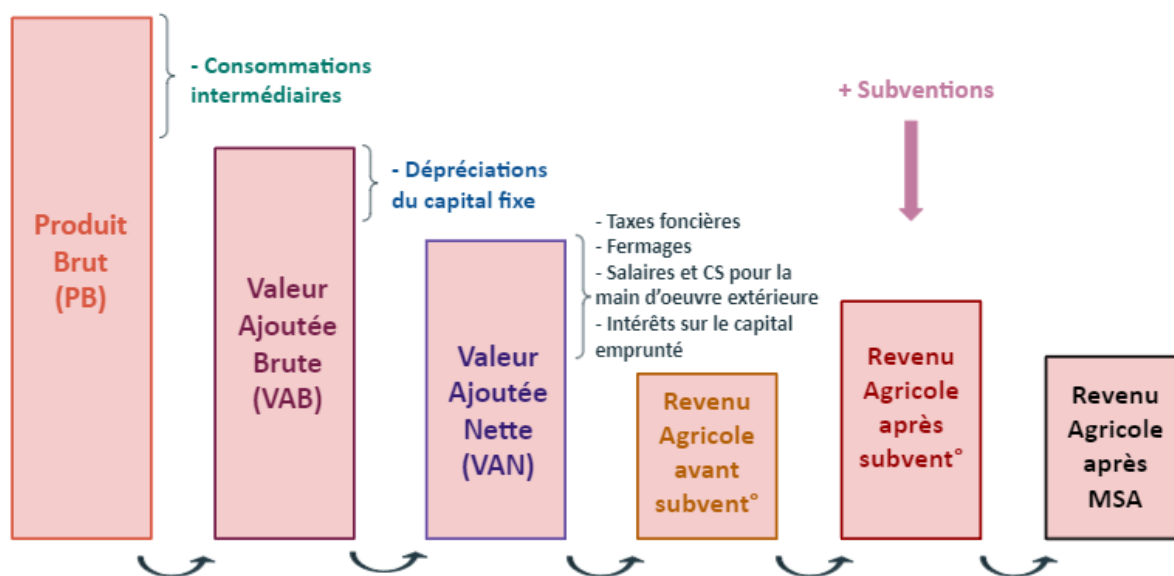 - Consommations
intermédiaires
+ Subventions
- Dépréciations
du capital fixe
- Taxes foncières
- Fermages
- Salaires et CS pour la
main d'oeuvre extérieure
- Intérêts sur le capital
emprunté
Produit
Brut
(PB)
Valeur
Ajoutée
Brute
(VAB)
Valeur
Ajoutée
Nette
(VAN)
Revenu
Agricole
avant
subvent°
Revenu
Agricole
après
subvent°
Revenu
Agricole
après
MSA